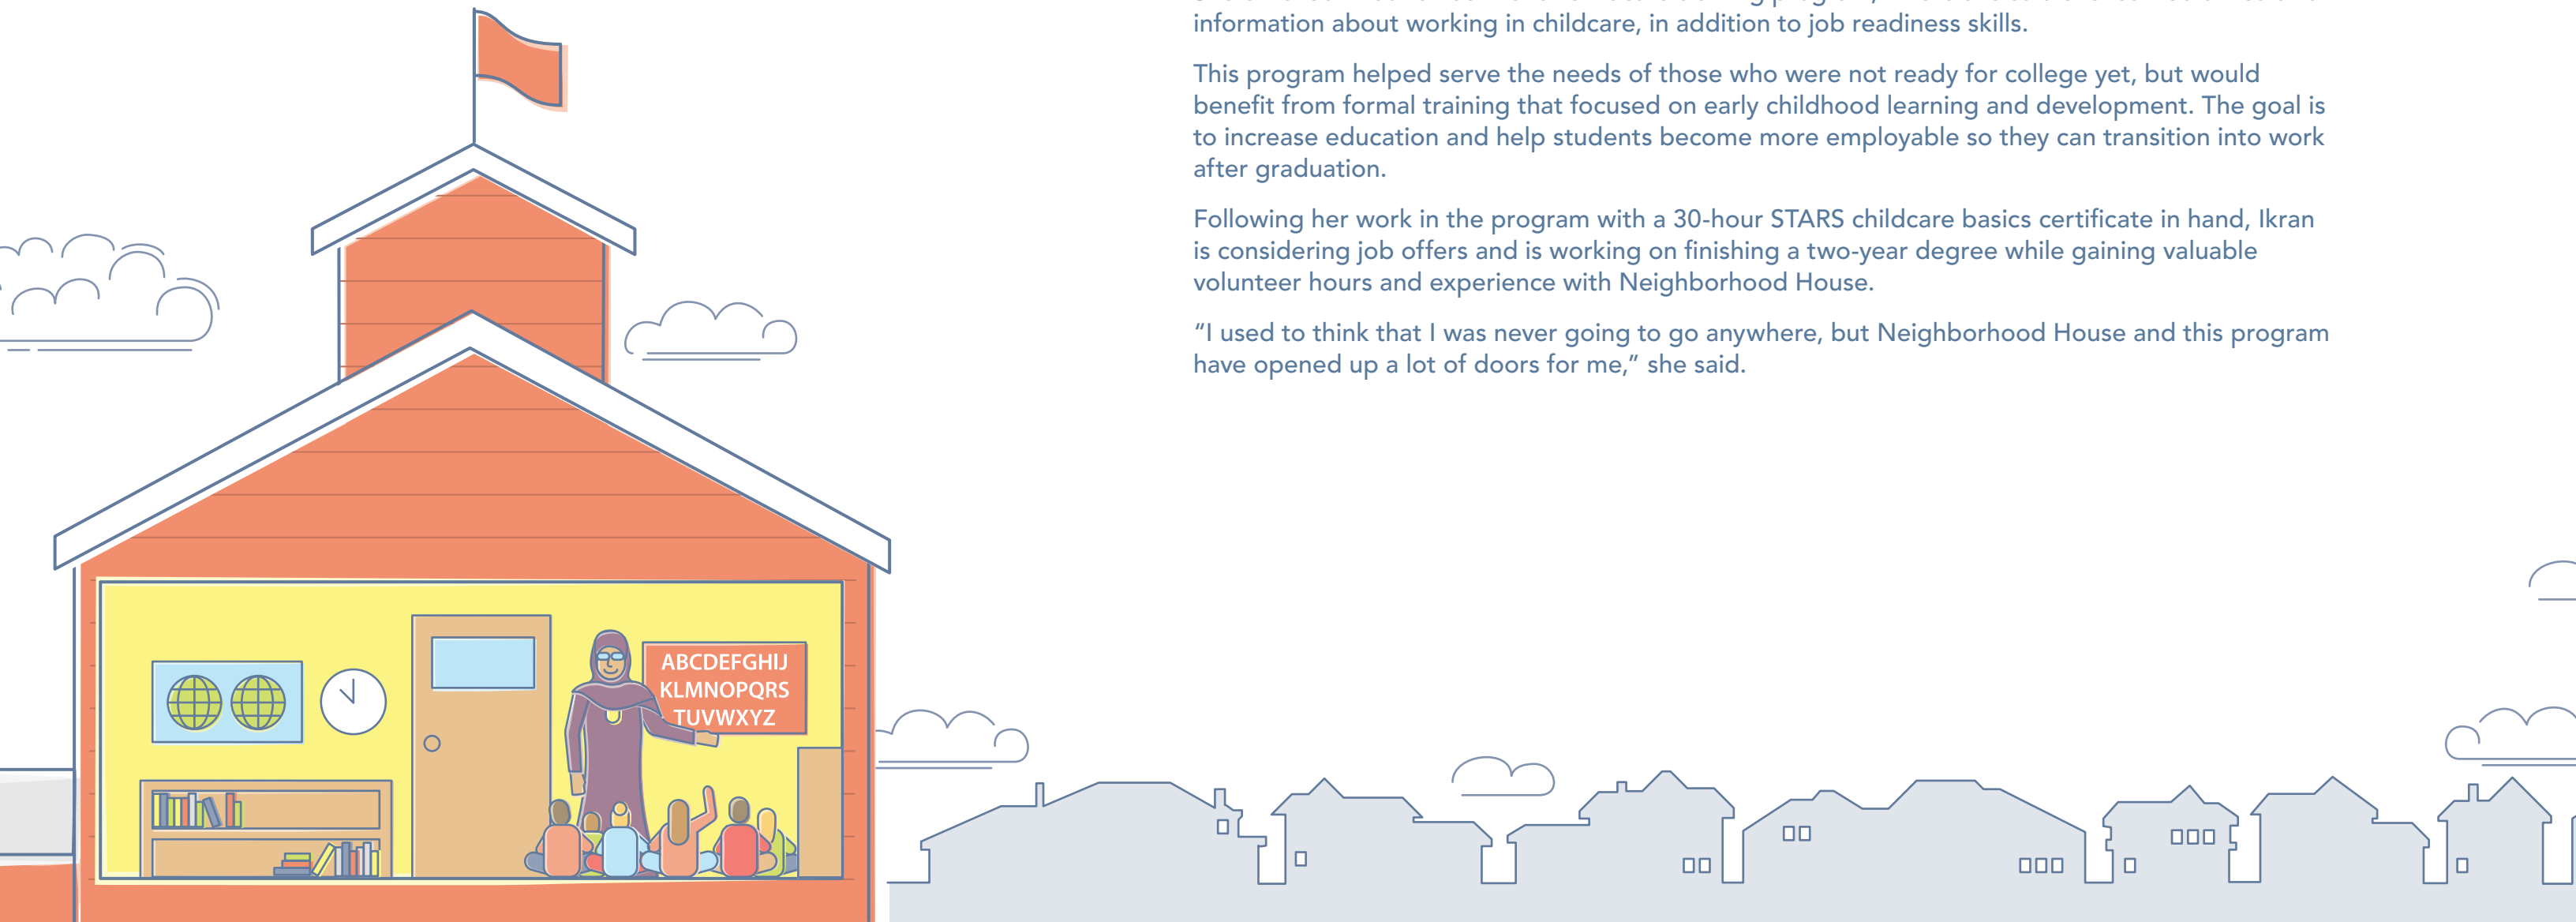 information about working in childcare, in addition to job readiness skills.
This program helped serve the needs of those who were not ready for college yet, but would
benefit from formal training that focused on early childhood learning and development. The goal is
to increase education and help students become more employable so they can transition into work
after graduation.
Following her work in the program with a 30-hour STARS childcare basics certificate in hand, Ikran
is considering job offers and is working on finishing a two-year degree while gaining valuable
volunteer hours and experience with Neighborhood House.
“I used to think that I was never going to go anywhere, but Neighborhood House and this program
have opened up a lot of doors for me,” she said.
ABCDEFGHIJ
KLMNOPQRS
TUVWXYZ